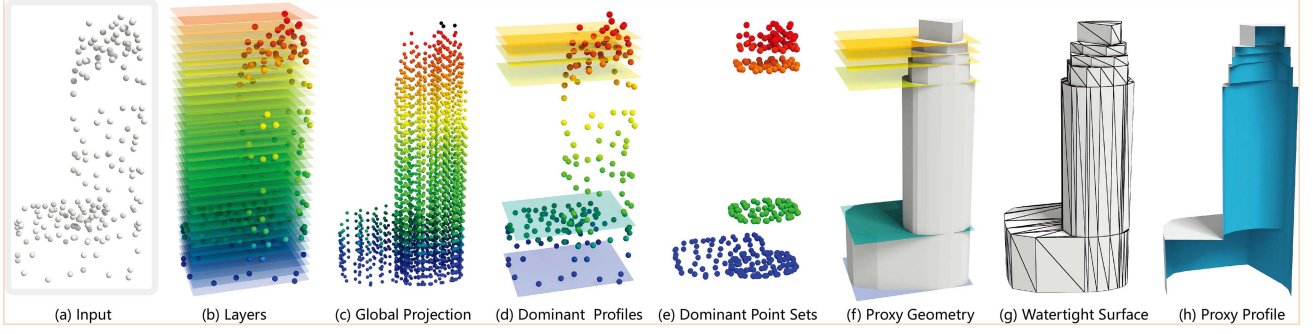 (a) Input
(b) Layers
(c) Global Projection
(d) Dominant Profiles
(e) Dominant Point Sets
(f) Proxy Geometry
(g) Watertight Surface
(h) Proxy Profile